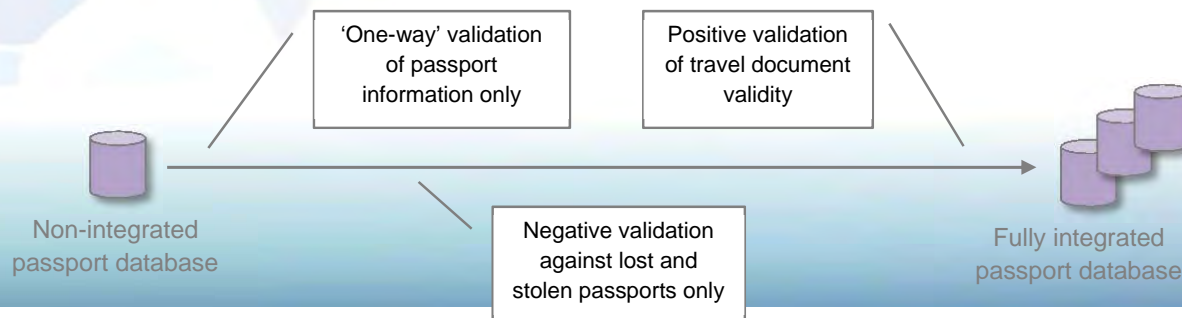 ‘One-way’ validation
of passport
information only
Positive validation
of travel document
validity
Non-integrated
passport database
Negative validation
against lost and
stolen passports only
Fully integrated
passport database